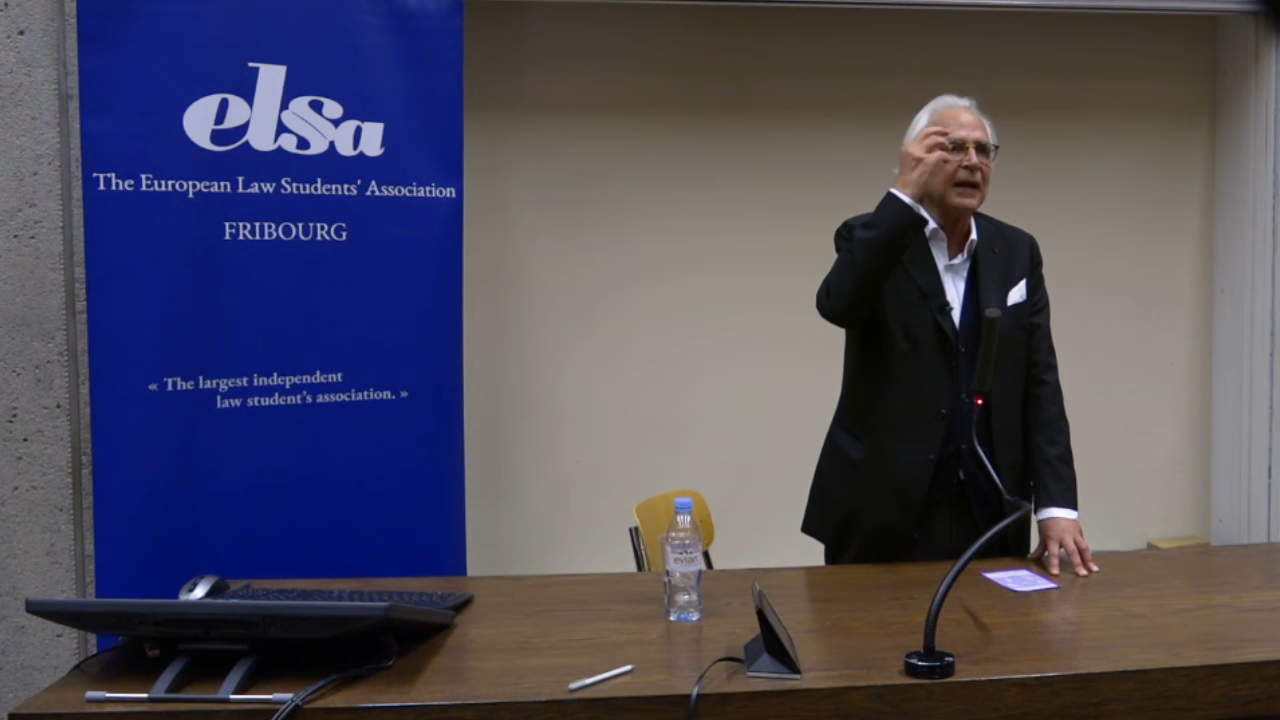 elsa
The European Law Students' Association
FRIBOURG
« The largest independent
law student's association. »
evian